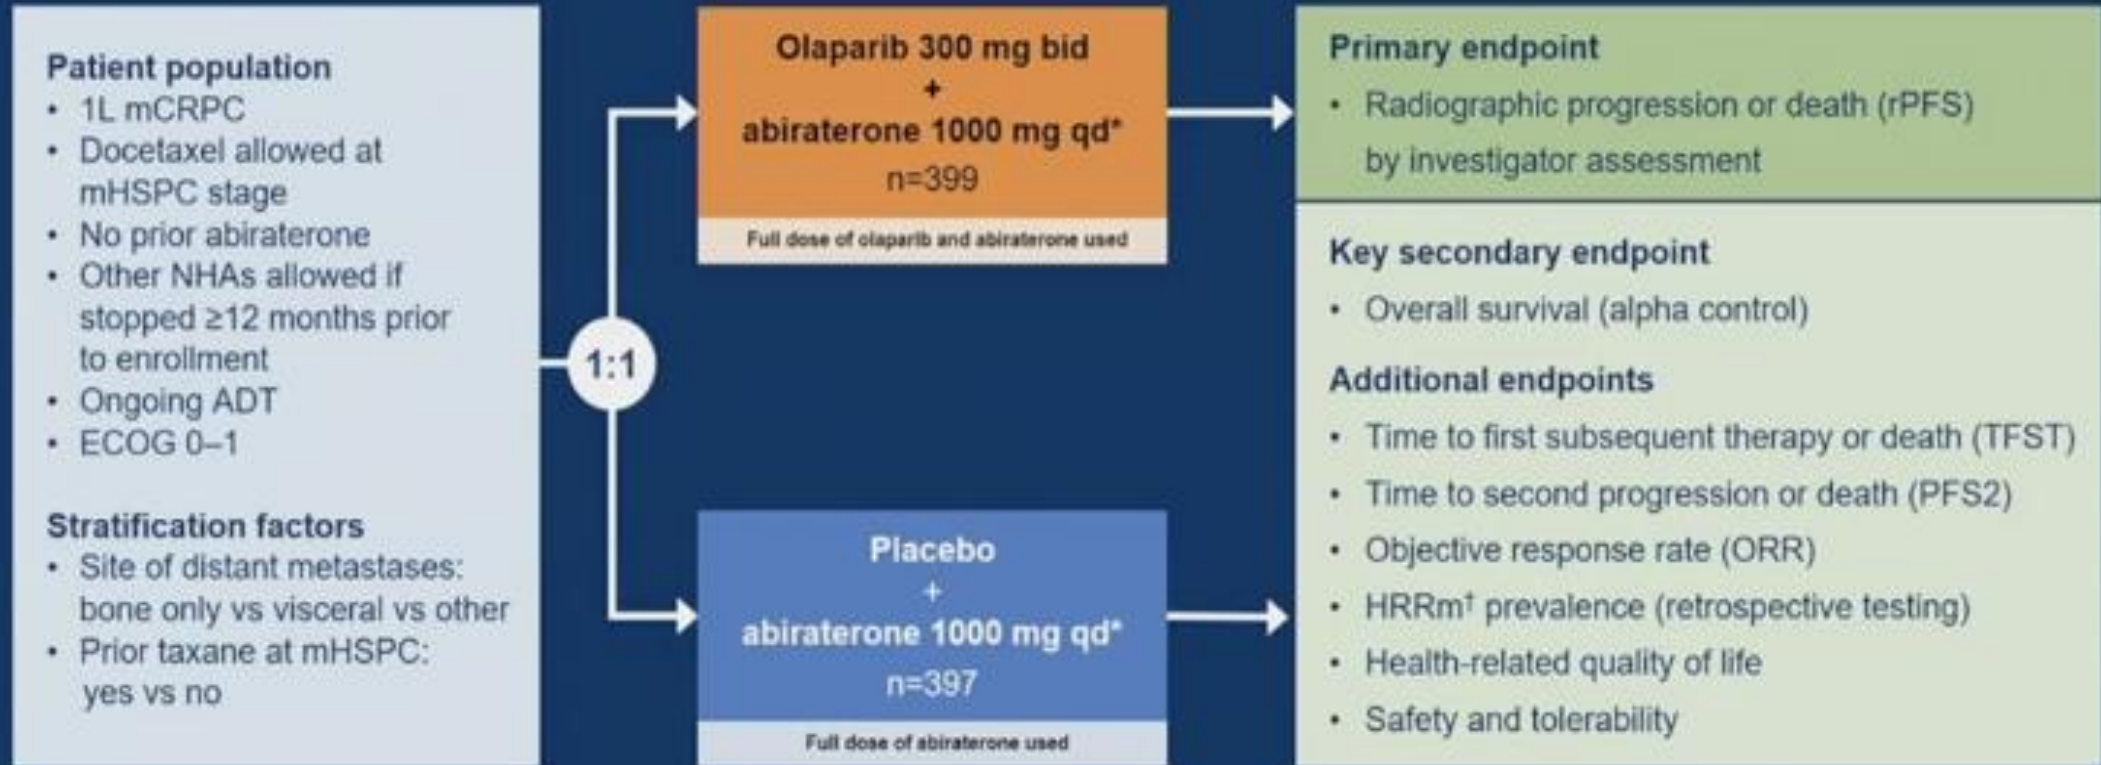 Patient population
• 1L mCRPC
• Docetaxel allowed at
mHSPC stage
• No prior abiraterone
• Other NHAs allowed if
stopped ≥12 months prior
to enrollment
• Ongoing ADT
• ECOG 0–1
Stratification factors
• Site of distant metastases:
bone only vs visceral vs other
• Prior taxane at mHSPC:
yes vs no
1:1
Olaparib 300 mg bid
+
abiraterone 1000 mg qd*
n=399
Full dose of olaparib and abiraterone used
Placebo
+
abiraterone 1000 mg qd*
n=397
Full dose of abiraterone used
Primary endpoint
• Radiographic progression or death (rPFS)
by investigator assessment
Key secondary endpoint
• Overall survival (alpha control)
Additional endpoints
• Time to first subsequent therapy or death (TFST)
• Time to second progression or death (PFS2)
• Objective response rate (ORR)
• HRRm† prevalence (retrospective testing)
• Health-related quality of life
• Safety and tolerability